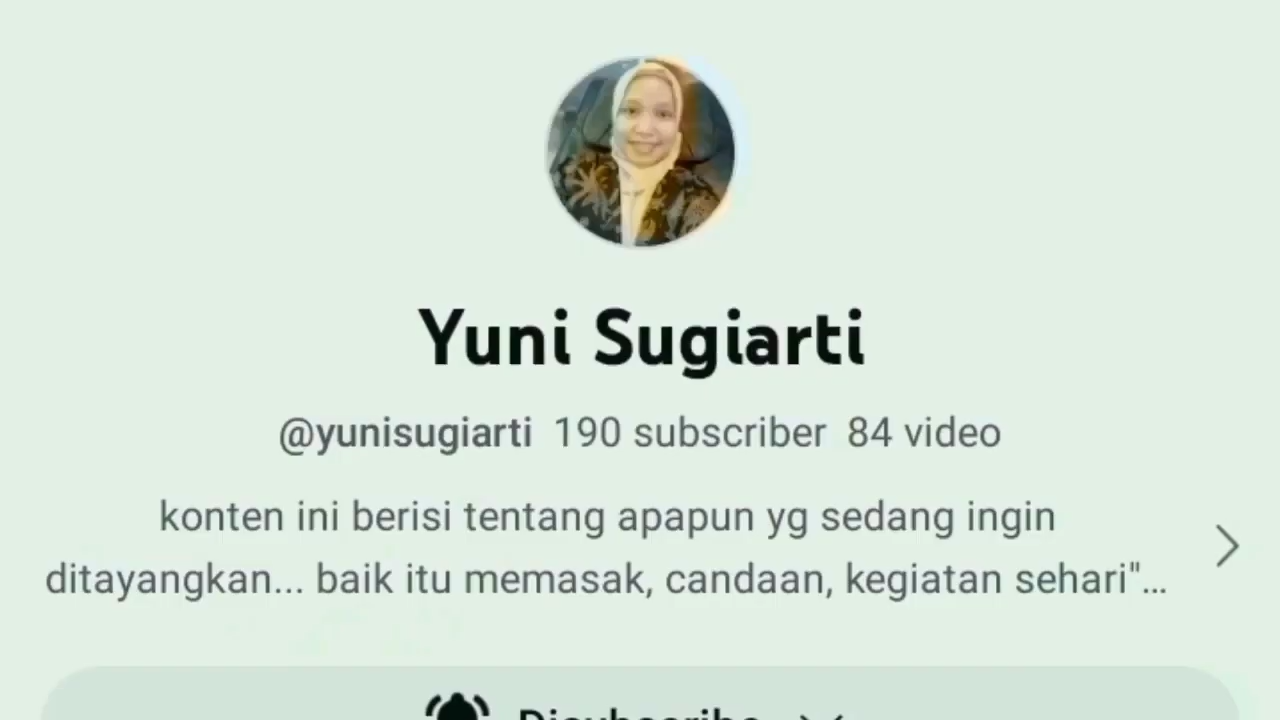 Yuni Sugiarti
@yunisugiarti 190 subscriber 84 video
konten ini berisi tentang apapun yg sedang ingin
ditayangkan... baik itu memasak, candaan, kegiatan sehari"...
Disubscribe